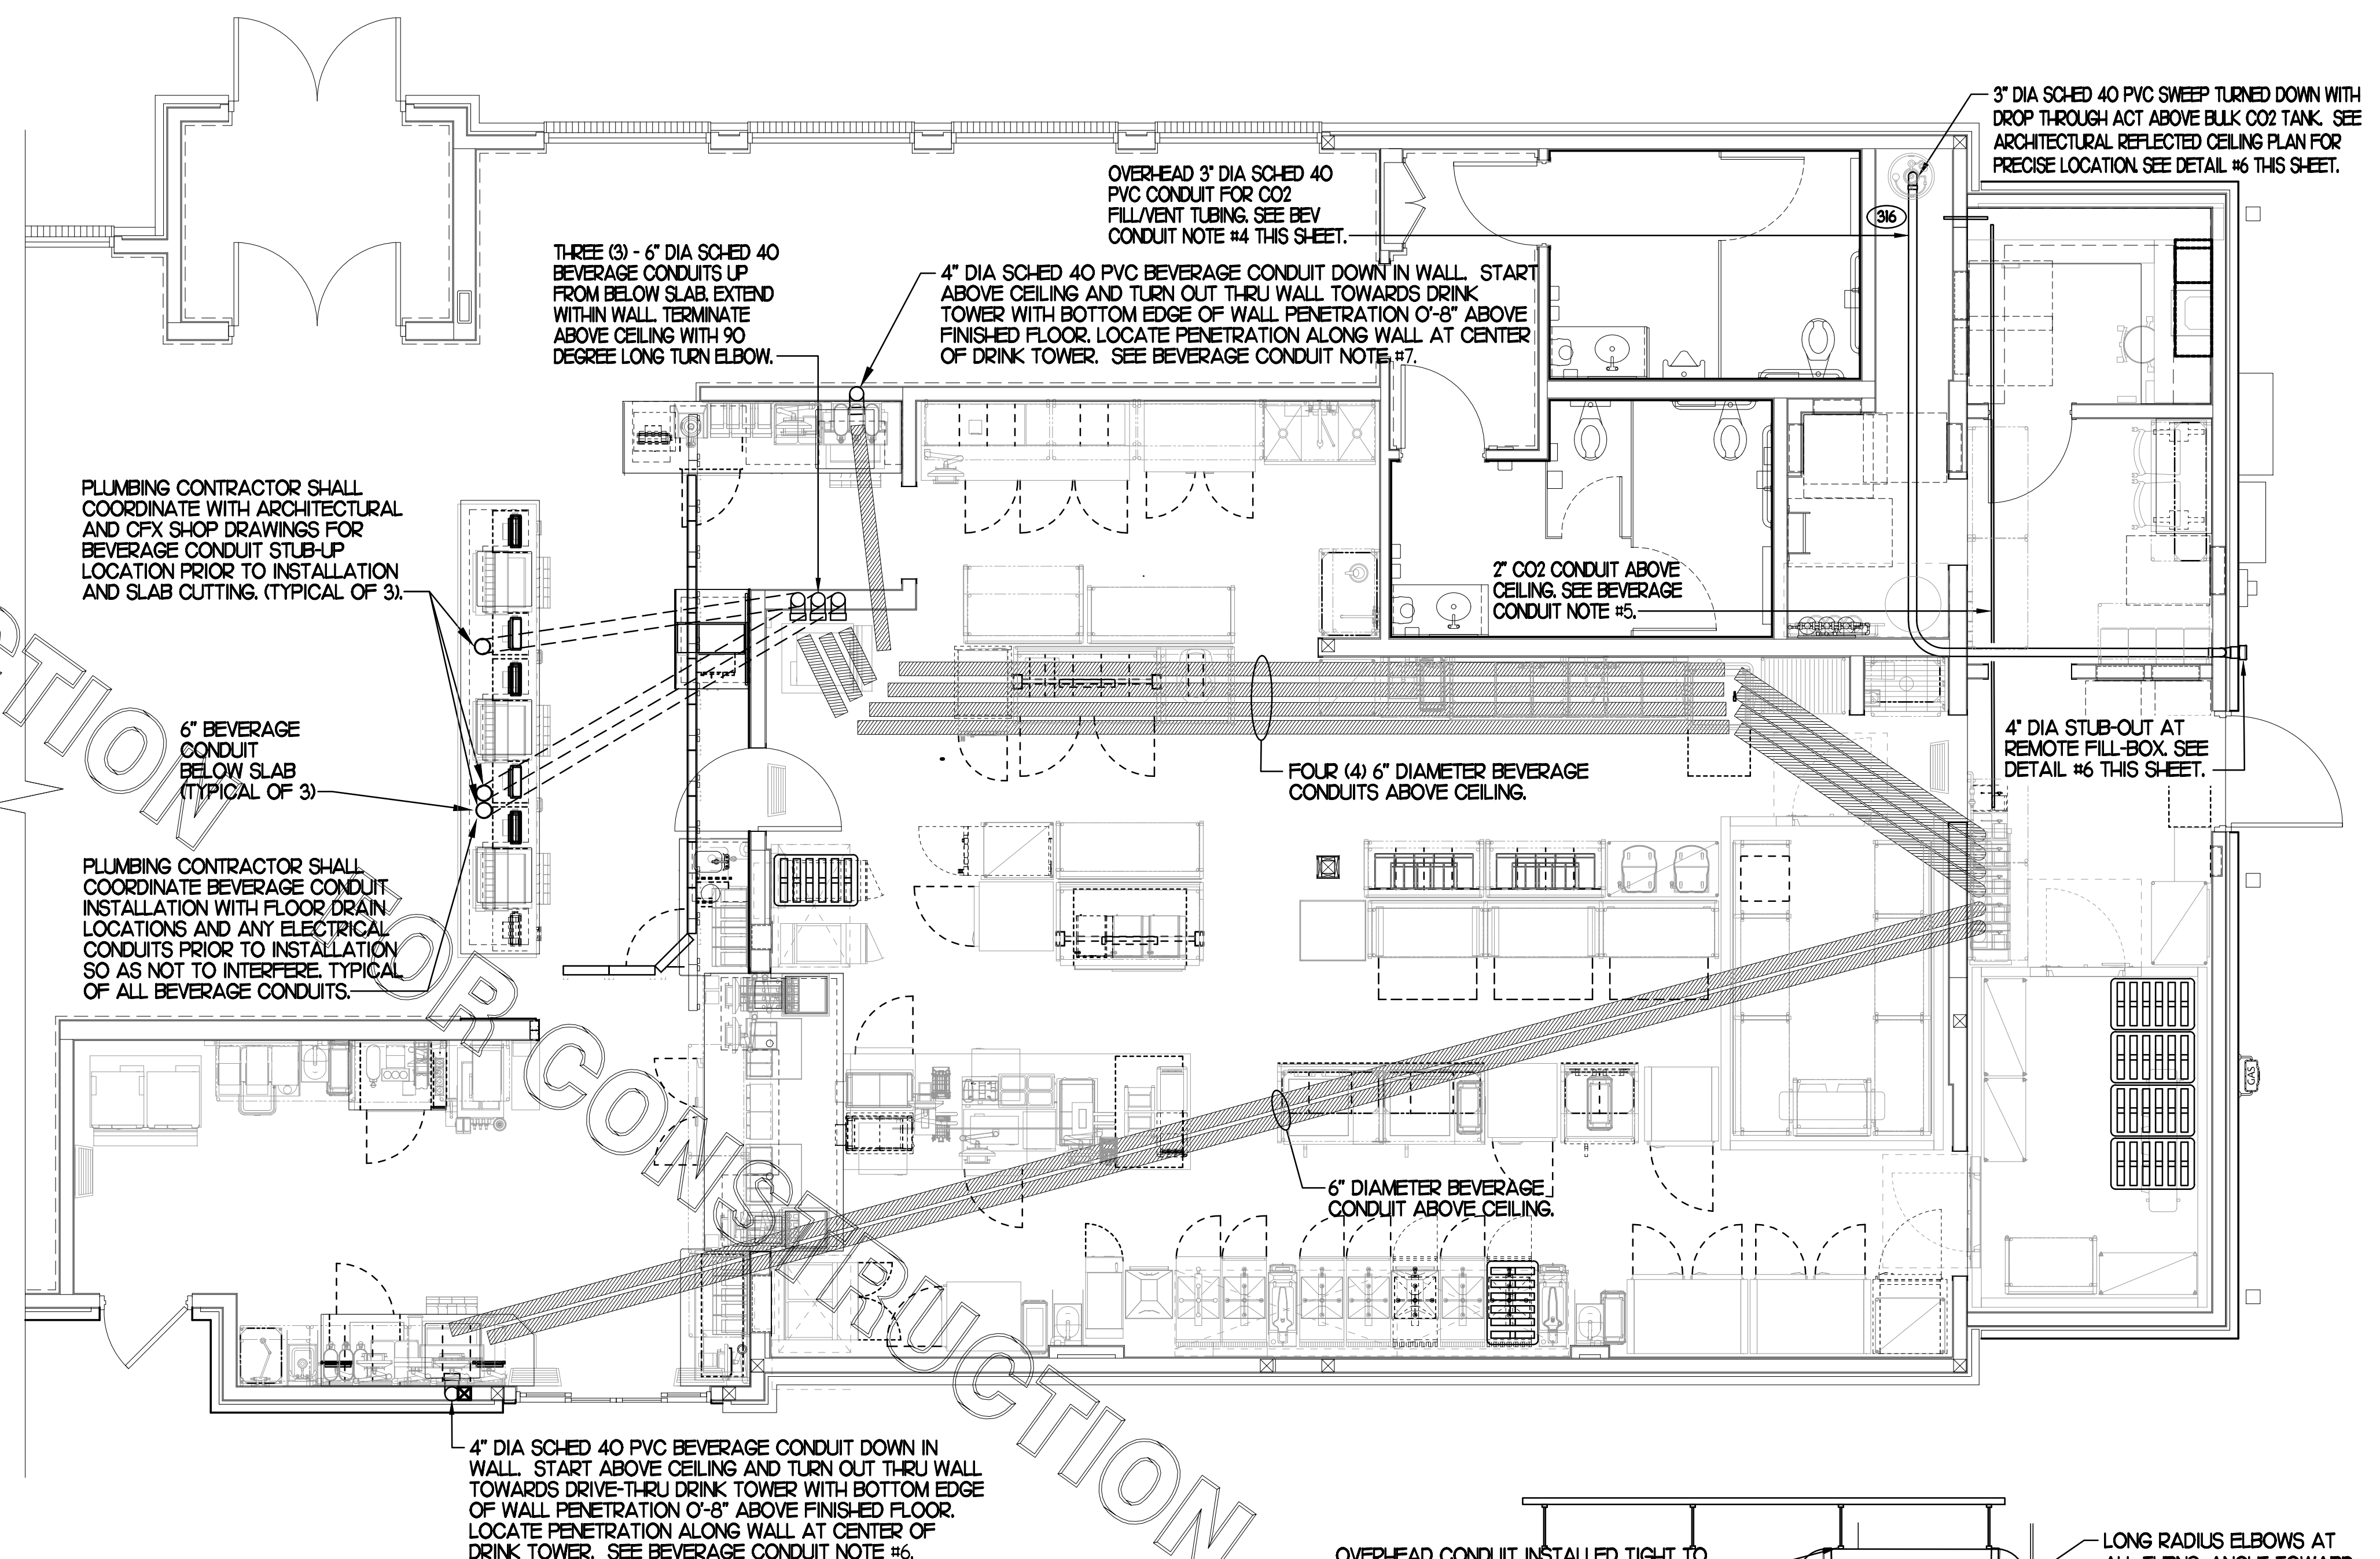 3" DIA SCHED 40 PVC SWEEP TURNED DOWN WITH
DROP THROUGH ACT ABOVE BULK CO2 TANK.  SEE
ARCHITECTURAL REFLECTED CEILING PLAN FOR
PRECISE LOCATION. SEE DETAIL #6 THIS SHEET.
OVERHEAD 3" DIA SCHED 40
PVC CONDUIT FOR CO2
FILL/VENT TUBING. SEE BEV
CONDUIT NOTE #4 THIS SHEET.
316
THREE (3) - 6" DIA SCHED 40
BEVERAGE CONDUITS UP
FROM BELOW SLAB. EXTEND
WITHIN WALL. TERMINATE
ABOVE CEILING WITH 90
DEGREE LONG TURN ELBOW.
4" DIA SCHED 40 PVC BEVERAGE CONDUIT DOWN IN WALL.  START
ABOVE CEILING AND TURN OUT THRU WALL TOWARDS DRINK
TOWER WITH BOTTOM EDGE OF WALL PENETRATION 0'-8" ABOVE
FINISHED FLOOR. LOCATE PENETRATION ALONG WALL AT CENTER
OF DRINK TOWER.  SEE BEVERAGE CONDUIT NOTE #7.
PLUMBING CONTRACTOR SHALL
COORDINATE WITH ARCHITECTURAL
AND CFX SHOP DRAWINGS FOR
BEVERAGE CONDUIT STUB-UP
LOCATION PRIOR TO INSTALLATION
AND SLAB CUTTING. (TYPICAL OF 3).
2" CO2 CONDUIT ABOVE
CEILING. SEE BEVERAGE
CONDUIT NOTE #5.
6" BEVERAGE
CONDUIT
BELOW SLAB
(TYPICAL OF 3)
4" DIA STUB-OUT AT
REMOTE FILL-BOX. SEE
DETAIL #6 THIS SHEET.
FOUR (4) 6" DIAMETER BEVERAGE
CONDUITS ABOVE CEILING.
PLUMBING CONTRACTOR SHALL
COORDINATE BEVERAGE CONDUIT
INSTALLATION WITH FLOOR DRAIN
LOCATIONS AND ANY ELECTRICAL
CONDUITS PRIOR TO INSTALLATION
SO AS NOT TO INTERFERE. TYPICAL
OF ALL BEVERAGE CONDUITS.
GAS
6" DIAMETER BEVERAGE
CONDUIT ABOVE CEILING.
CTION
FOR CONSTRUCTION
4" DIA SCHED 40 PVC BEVERAGE CONDUIT DOWN IN
WALL.  START ABOVE CEILING AND TURN OUT THRU WALL
TOWARDS DRIVE-THRU DRINK TOWER WITH BOTTOM EDGE
OF WALL PENETRATION 0'-8" ABOVE FINISHED FLOOR.
LOCATE PENETRATION ALONG WALL AT CENTER OF
DRINK TOWER.  SEE BEVERAGE CONDUIT NOTE #6.
OVERHEAD CONDUIT INSTALLED TIGHT TO
LONG RADIUS ELBOWS AT